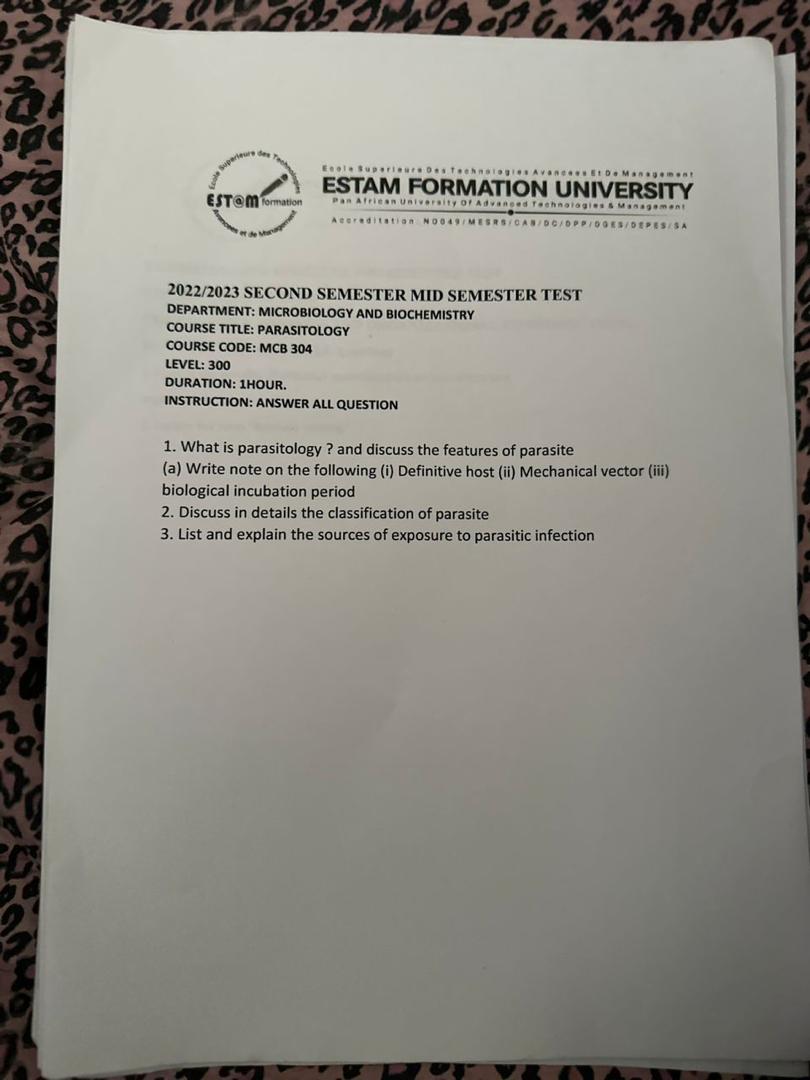 Ecole Superieure des Technologies
EST@M formation
Avancees et de Management
Ecole Superieure Des Technologies Avancees Et De Management
ESTAM FORMATION UNIVERSITY
Pan African University Of Advanced Technologies & Management
Accreditation N0049/MESRS/CAB/DC/DPP/DGES/DEPES/SA
2022/2023 SECOND SEMESTER MID SEMESTER TEST
DEPARTMENT: MICROBIOLOGY AND BIOCHEMISTRY
COURSE TITLE: PARASITOLOGY
COURSE CODE: MCB 304
LEVEL: 300
DURATION: 1HOUR.
INSTRUCTION: ANSWER ALL QUESTION
1. What is parasitology ? and discuss the features of parasite
(a) Write note on the following (i) Definitive host (ii) Mechanical vector (iii)
biological incubation period
2. Discuss in details the classification of parasite
3. List and explain the sources of exposure to parasitic infection